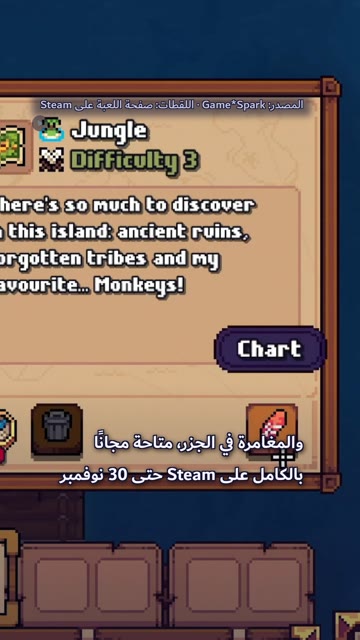 المصدر: Game*Spark · اللقطات: صفحة اللعبة على Steam
Jungle
Difficulty 3
here's so much to discover
this island: ancient ruins,
orgotten tribes and my
avourite... Monkeys!
Chart
والمغامرة في الجزر، متاحة مجانًا
بالكامل على Steam حتى 30 نوفمبر